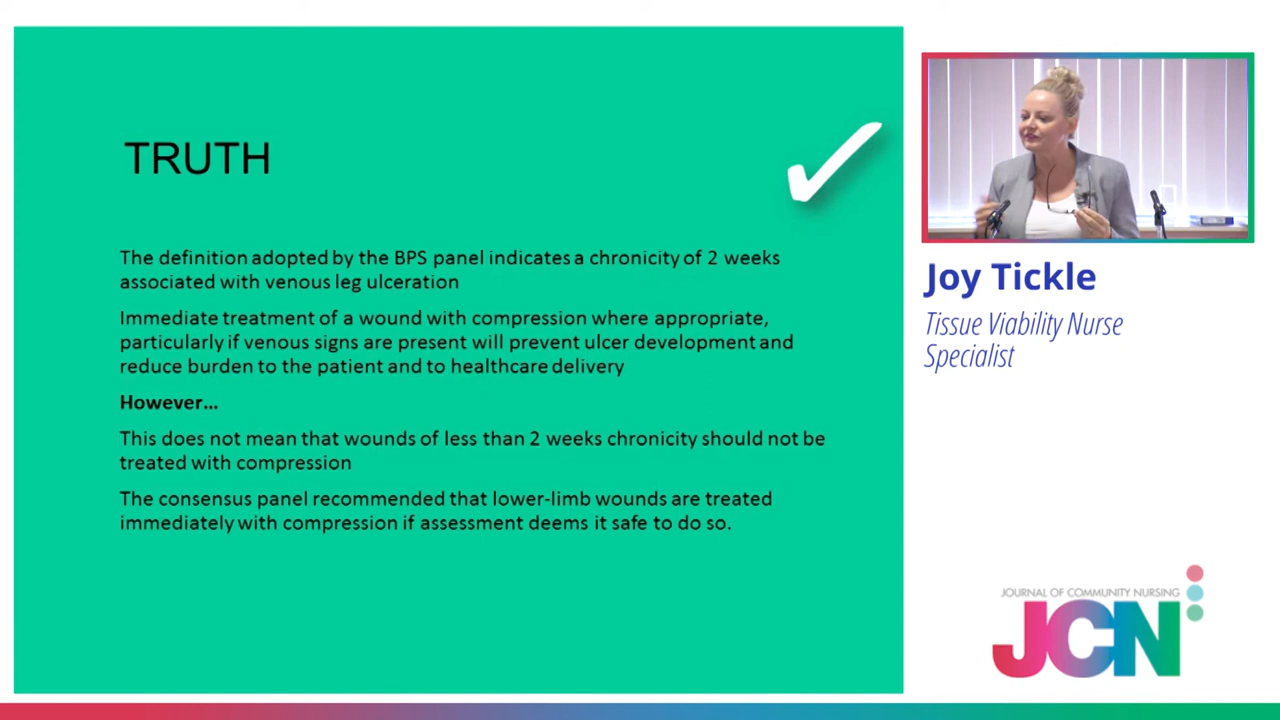 TRUTH
The definition adopted by the BPS panel indicates a chronicity of 2 weeks
associated with venous leg ulceration
Immediate treatment of a wound with compression where appropriate,
particularly if venous signs are present will prevent ulcer development and
reduce burden to the patient and to healthcare delivery
However...
This does not mean that wounds of less than 2 weeks chronicity should not be
treated with compression
The consensus panel recommended that lower-limb wounds are treated
immediately with compression if assessment deems it safe to do so.
Joy Tickle
Tissue Viability Nurse
Specialist
JOURNAL OF COMMUNITY NURSING
JCN